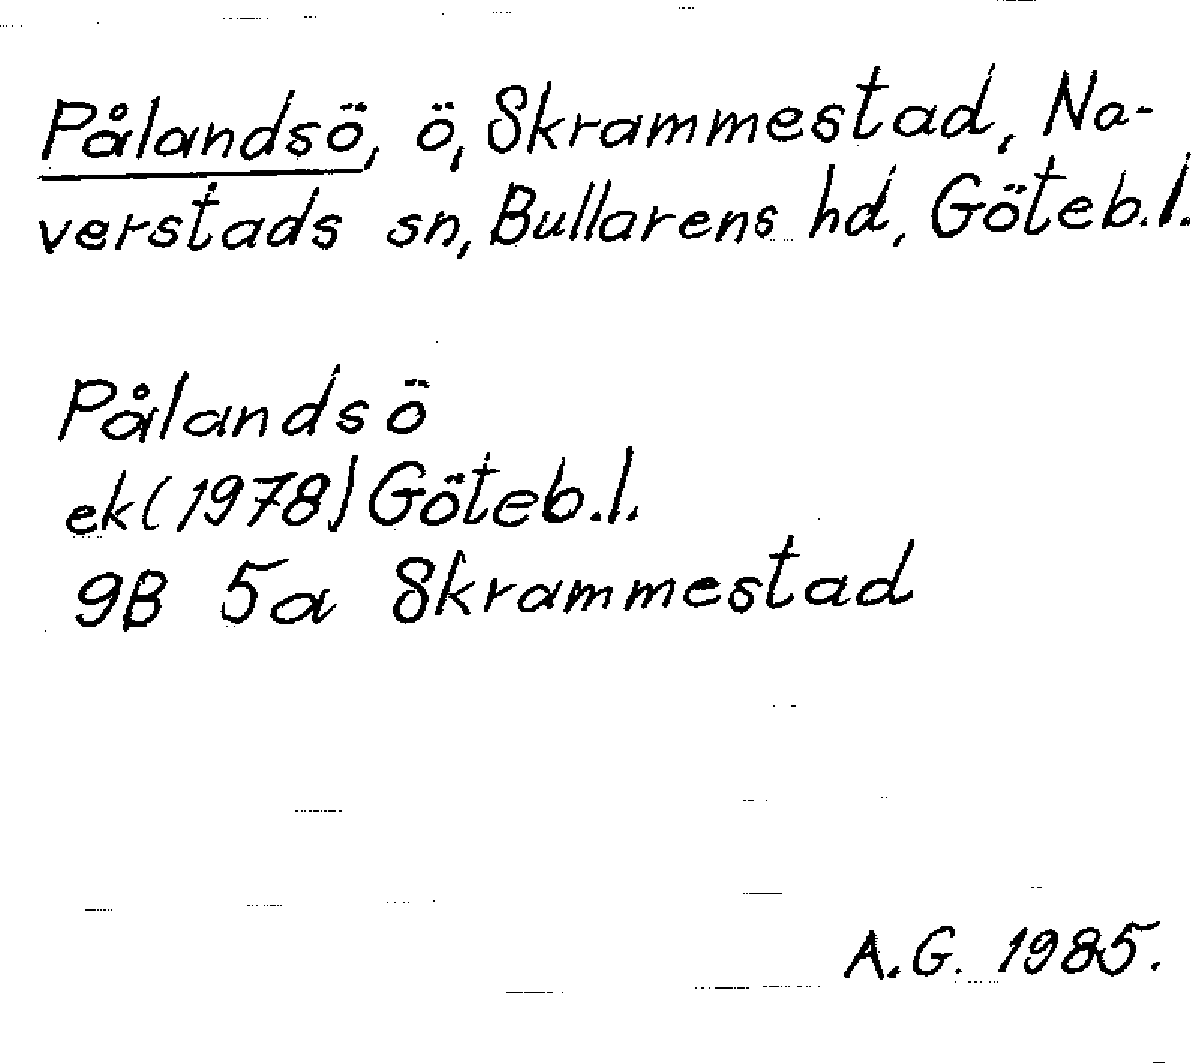 Pålandsö, ö, Skrammestad, Na-
verstads sn, Bullarens hd, Göteb.l.
Pålandsö
ek(1978) Göteb.l.
9B 5a Skrammestad
A.G. 1985.